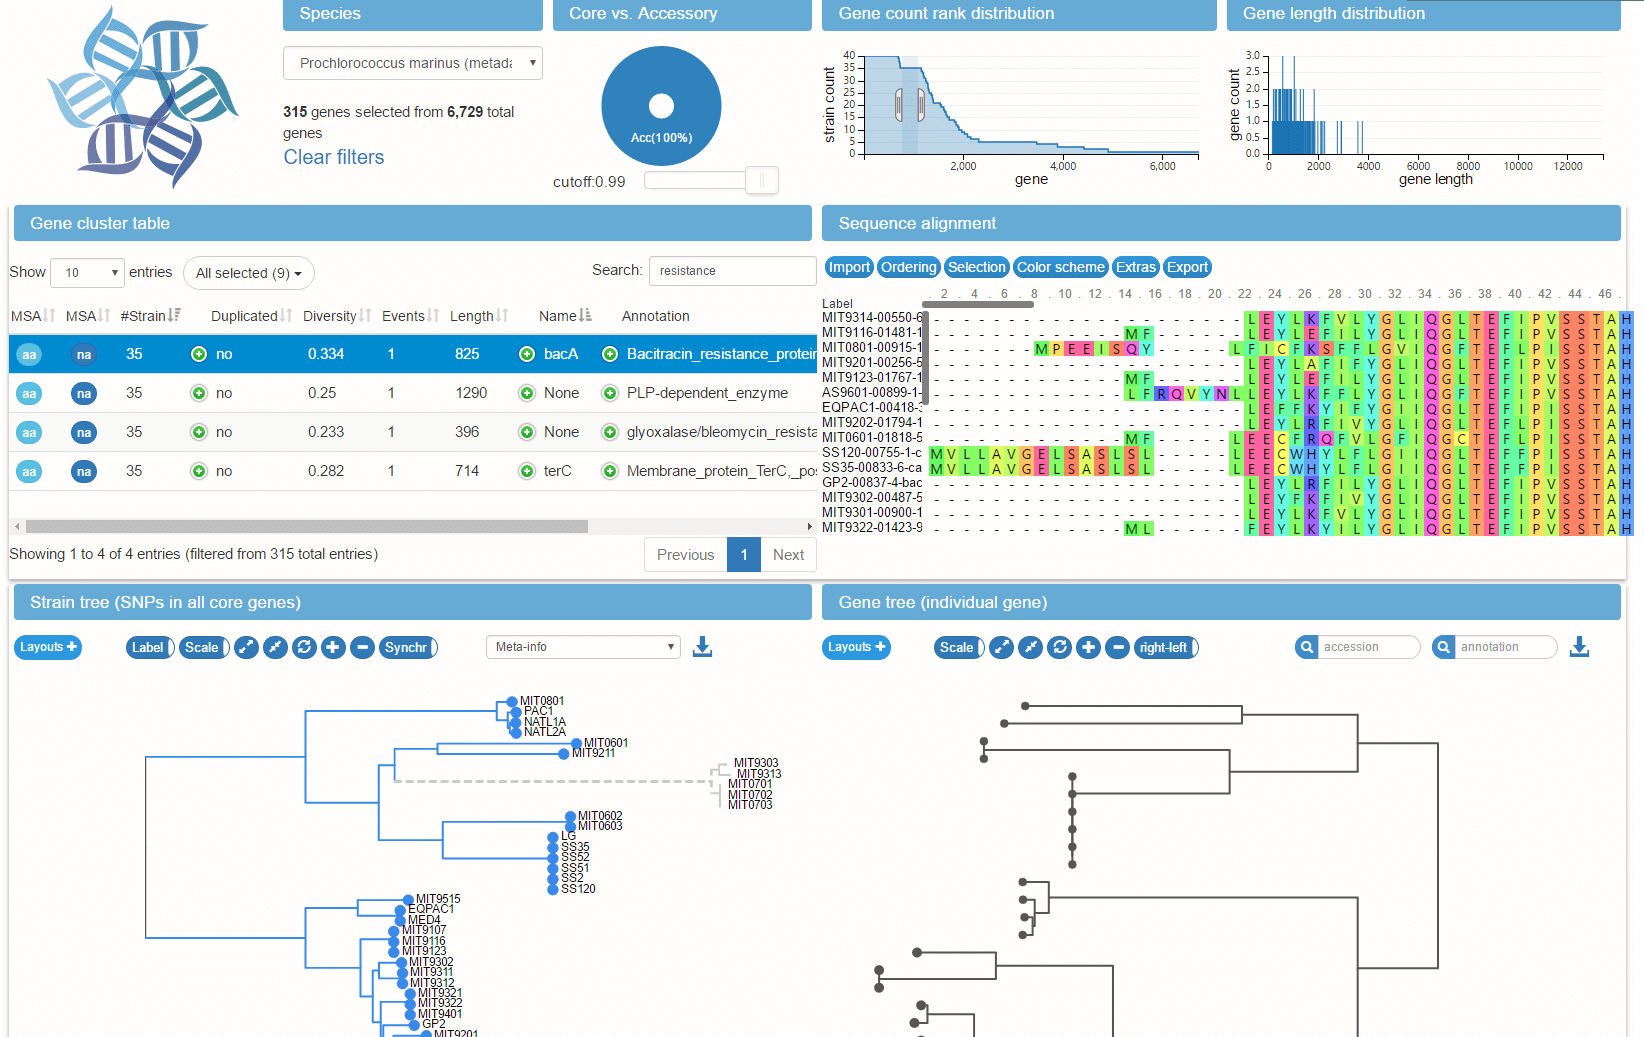 Species
Core vs. Accessory
Gene count rank distribution
Gene length distribution
Prochlorococcus marinus (metada
315 genes selected from 6,729 total
genes
Clear filters
Acc(100%)
cutoff:0.99
strain count
40
35
30
25
20
15
10
5
0
2,000
4,000
6,000
gene
gene count
3.0
2.5
2.0
1.5
1.0
0.5
0.0
0
2000
4000
6000
8000
10000
12000
gene length
Gene cluster table
Show 10 entries
All selected (9)
Search: resistance
MSA MSA #Strain Duplicated Diversity Events Length Name Annotation
aa na 35 no 0.334 1 825 bacA Bacitracin_resistance_protein
aa na 35 no 0.25 1 1290 None PLP-dependent_enzyme
aa na 35 no 0.233 1 396 None glyoxalase/bleomycin_resista
aa na 35 no 0.282 1 714 terC Membrane_protein_TerC,_pos
Showing 1 to 4 of 4 entries (filtered from 315 total entries)
Previous 1 Next
Sequence alignment
Import Ordering Selection Color scheme Extras Export
. 2 . 4 . 6 . 8 . 10 . 12 . 14 . 16 . 18 . 20 . 22 . 24 . 26 . 28 . 30 . 32 . 34 . 36 . 38 . 40 . 42 . 44 . 46 .
Label
MIT9314-00550-6 - - - - - - - - - - - - - - - - - - - - - L E Y L K F V L Y G L I Q G L T E F I P V S S T A H
MIT9116-01481-1 - - - - - - - - - - - - - M F - - - - - - L E Y L E F I L Y G L I Q G L T E F I P V S S T A H
MIT0801-00915-1 - - - - - - - M P E E I S Q Y - - - - - L F I C F K S F F L G V I Q G F T E F L P I S S T A H
MIT9201-00256-5 - - - - - - - - - - - - - - - - - - - - - L E Y L A F I F Y G L I Q G L T E F I P V S S T A H
MIT9123-01767-1 - - - - - - - - - - - - - M F - - - - - - L E Y L E F I L Y G L I Q G L T E F I P V S S T A H
AS9601-00899-1- - - - - - - - - - - - - - L F R Q V Y N L L E Y L K F F L Y G L I Q G F T E F I P V S S T A H
EQPAC1-00418-3 - - - - - - - - - - - - - - - - - - - - - L E F F K Y I F Y G L I Q G L T E F I P I S S T A H
MIT9202-01794-1 - - - - - - - - - - - - - - - - - - - - - L E Y L R F I V Y G L I Q G L T E F L P I S S T A H
MIT0601-01818-5 - - - - - - - - - - - - - M F - - - - - L E E C F R Q F V L G F I Q G C T E F L P I S S T A H
SS120-00755-1-c M V L L A V G E L S A S L S L - - - - - L E E C W H Y L F L G I I Q G L T E F F P I S S T A H
SS35-00833-6-ca M V L L A V G E L S A S L S L - - - - - L E E C W H Y L F L G I I Q G L T E F F P I S S T A H
GP2-00837-4-bac - - - - - - - - - - - - - - - - - - - - - L E Y L R F I L Y G L I Q G L T E F I P V S S T A H
MIT9302-00487-5 - - - - - - - - - - - - - - - - - - - - - L E Y F K F I V Y G L I Q G L T E F I P V S S T A H
MIT9301-00900-1 - - - - - - - - - - - - - - - - - - - - - L E Y L K F V L Y G L I Q G L T E F I P V S S T A H
MIT9322-01423-9 - - - - - - - - - - - - - M L - - - - - - F E Y L K Y I L Y G L I Q G L T E F I P V S S T A H
Strain tree (SNPs in all core genes)
Layouts Label Scale Synchr Meta-info
MIT0801
PAC1
NATL1A
NATL2A
MIT0601
MIT9211
MIT9303
MIT9313
MIT0701
MIT0702
MIT0703
MIT0602
MIT0603
LG
SS35
SS52
SS51
SS2
SS120
MIT9515
EQPAC1
MED4
MIT9107
MIT9116
MIT9123
MIT9302
MIT9311
MIT9312
MIT9321
MIT9322
MIT9401
GP2
MIT9201
Gene tree (individual gene)
Layouts Scale right-left accession annotation